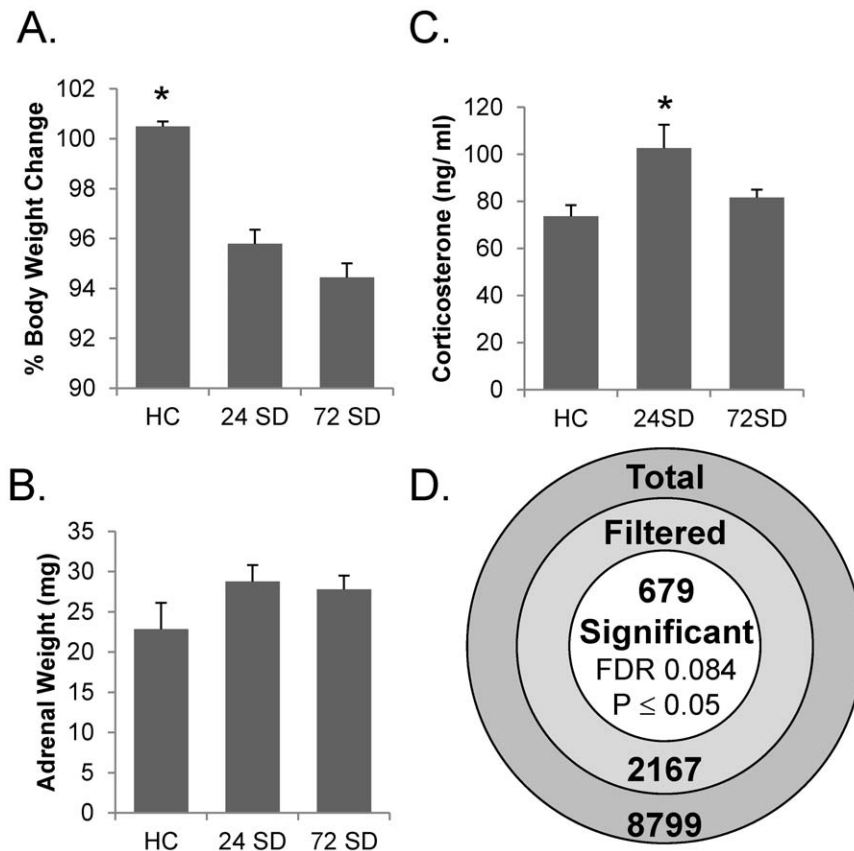 A.
% Body Weight Change
102
100
98
96
94
92
90
*
HC
24 SD
72 SD
B.
Adrenal Weight (mg)
35
30
25
20
15
10
5
0
HC
24 SD
72 SD
C.
Corticosterone (ng/ ml)
120
100
80
60
40
20
0
*
HC
24SD
72SD
D.
Total
Filtered
679
Significant
FDR 0.084
P ≤ 0.05
2167
8799